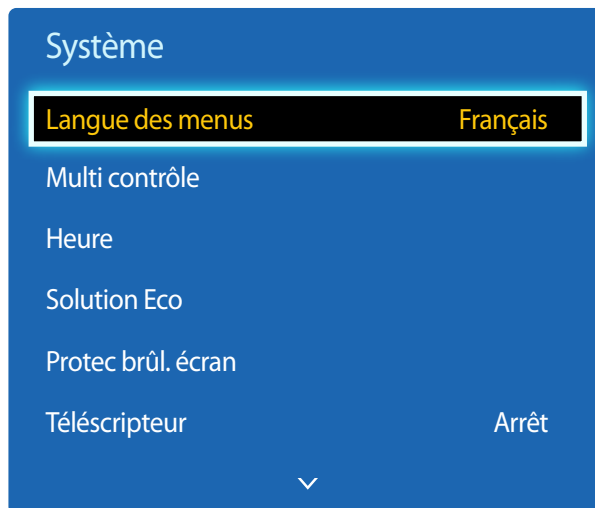 Système
Langue des menus Français
Multi contrôle
Heure
Solution Eco
Protec brûl. écran
Téléscripteur Arrêt